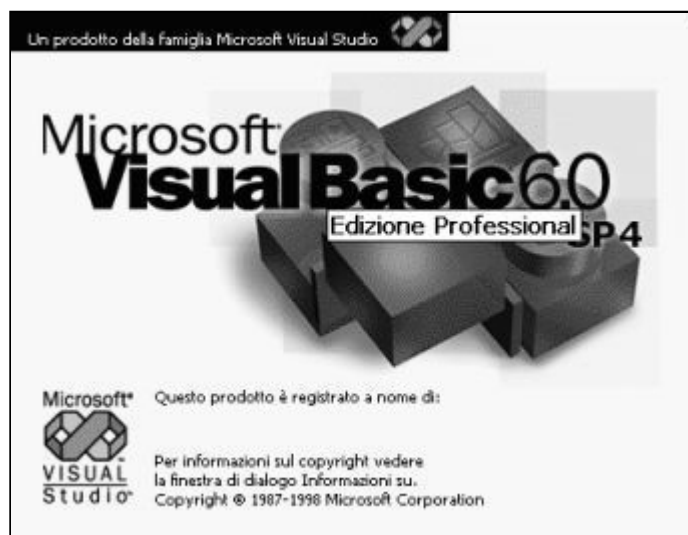 Un prodotto della famiglia Microsoft Visual Studio
Microsoft®
Visual Basic 6.0
Edizione Professional
SP4
Microsoft®
VISUAL
Studio™
Questo prodotto è registrato a nome di:
Per informazioni sul copyright vedere
la finestra di dialogo Informazioni su.
Copyright © 1987-1998 Microsoft Corporation